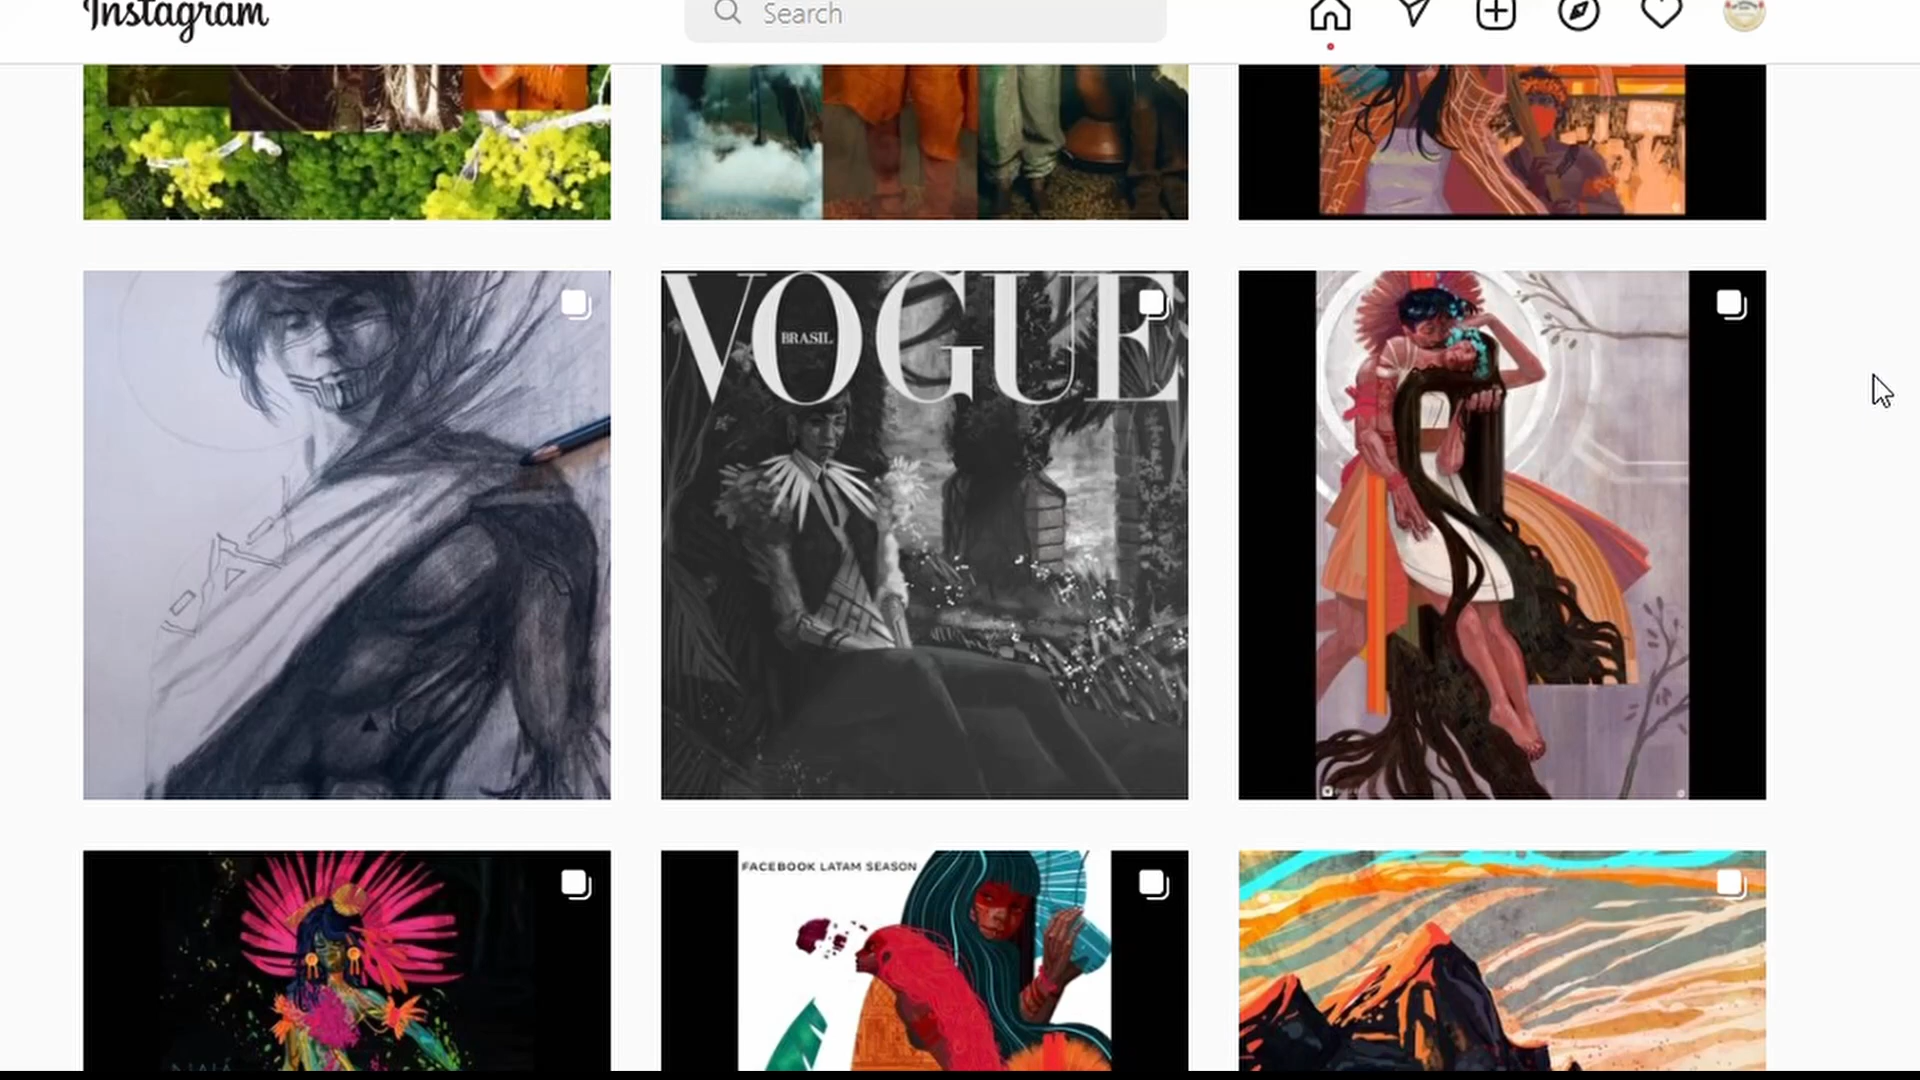 Instagram
Search
VOGUE
BRASIL
FACEBOOK LATAM SEASON